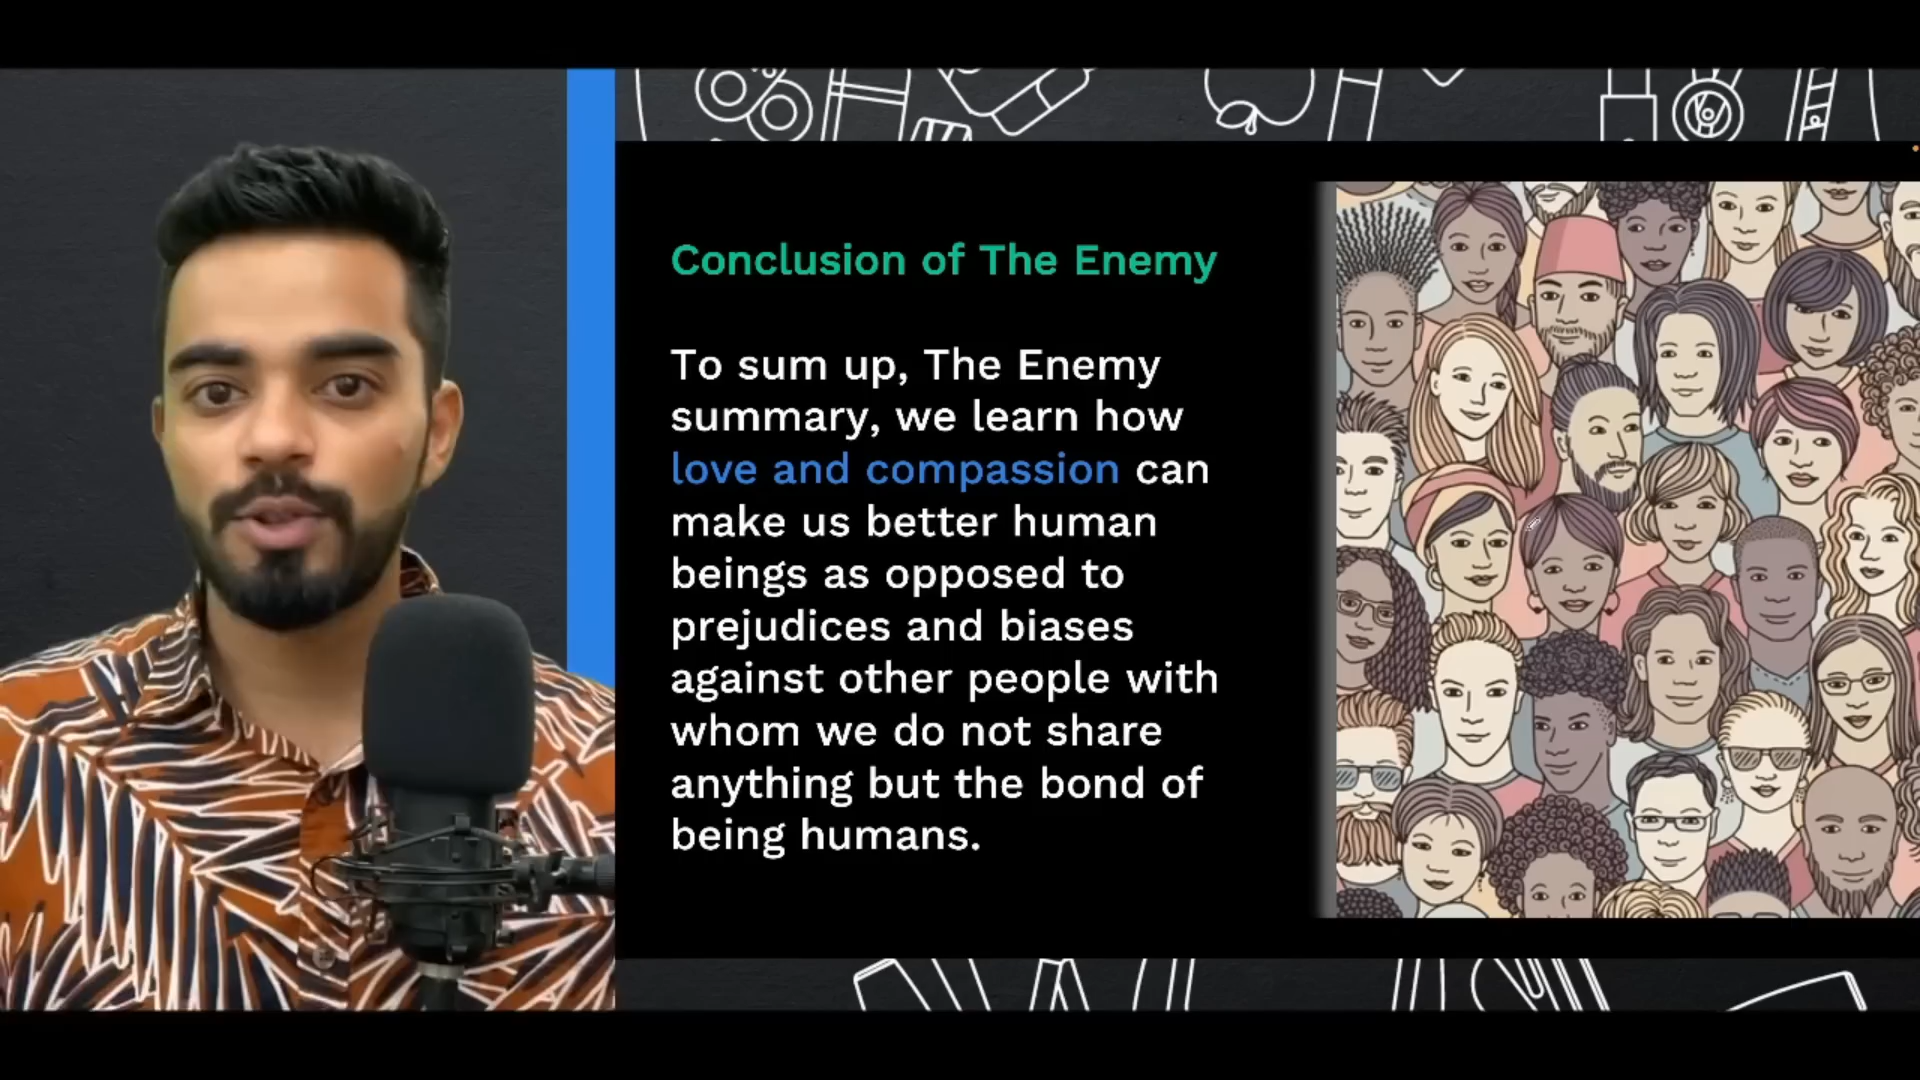 Conclusion of The Enemy
To sum up, The Enemy
summary, we learn how
love and compassion can
make us better human
beings as opposed to
prejudices and biases
against other people with
whom we do not share
anything but the bond of
being humans.